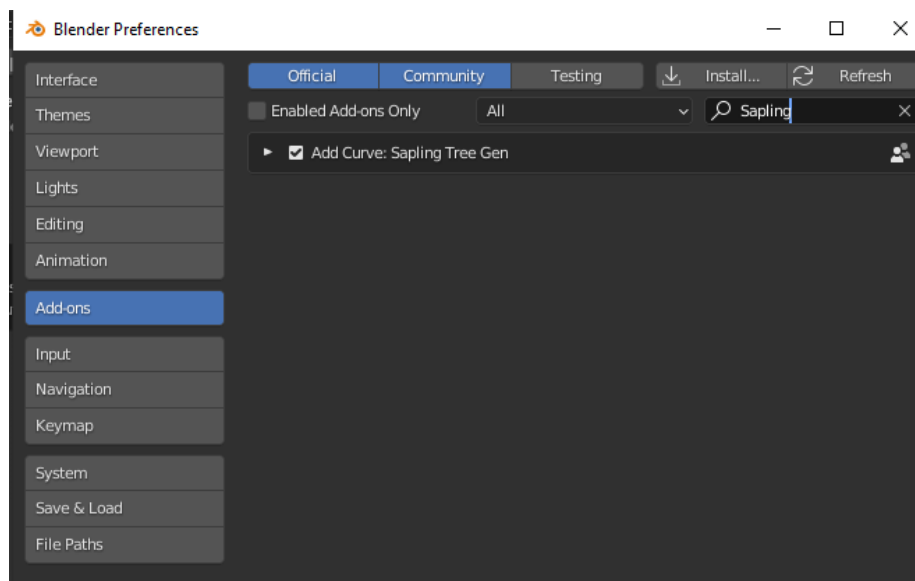 Blender Preferences
Interface
Themes
Viewport
Lights
Editing
Animation
Add-ons
Input
Navigation
Keymap
System
Save & Load
File Paths
Official Community Testing Install... Refresh
Enabled Add-ons Only All Sapling
Add Curve: Sapling Tree Gen